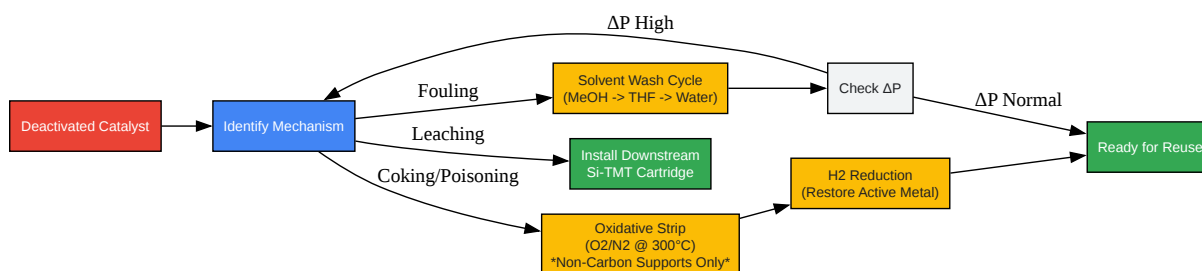 ΔP High
Solvent Wash Cycle
(MeOH -> THF -> Water)
Fouling
Check ΔP
ΔP Normal
Deactivated Catalyst
Identify Mechanism
Leaching
Install Downstream
Si-TMT Cartridge
Ready for Reuse
Coking/Poisoning
H2 Reduction
(Restore Active Metal)
Oxidative Strip
(O2/N2 @ 300°C)
*Non-Carbon Supports Only*